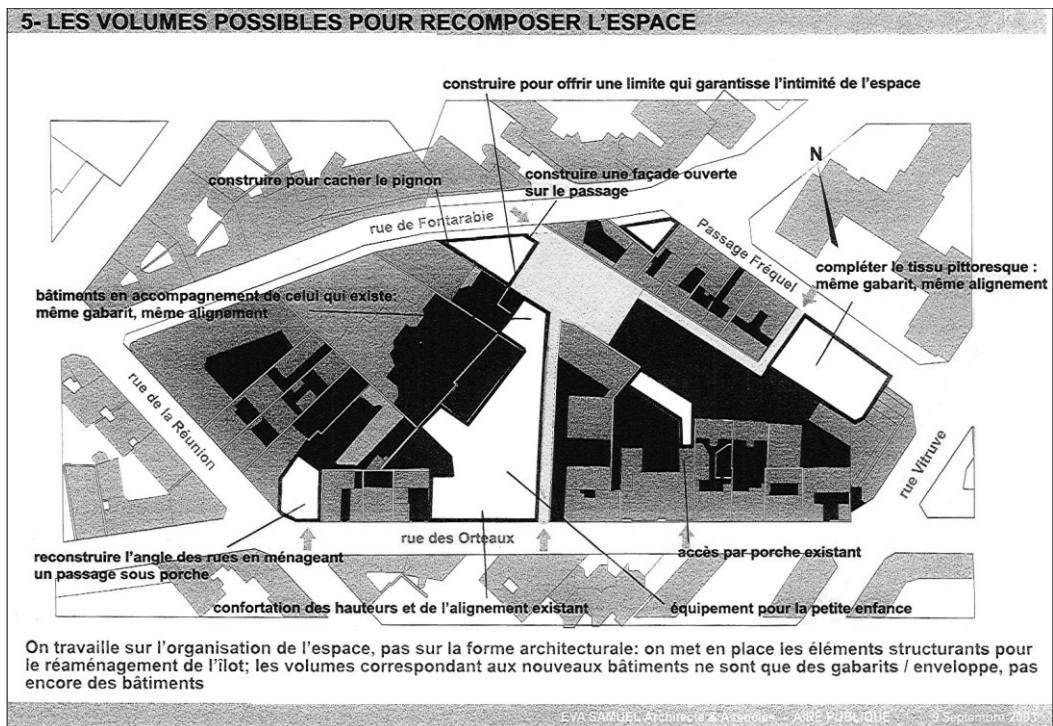 5- LES VOLUMES POSSIBLES POUR RECOMPOSER L'ESPACE
construire pour offrir une limite qui garantisse l'intimité de l'espace
N
construire pour cacher le pignon
construire une façade ouverte
sur le passage
rue de Fontarabie
Passage Fréquel
compléter le tissu pittoresque :
même gabarit, même alignement
bâtiments en accompagnement de celui qui existe:
même gabarit, même alignement
rue de la Réunion
rue Vitruve
rue des Orteaux
reconstruire l'angle des rues en ménageant
un passage sous porche
accès par porche existant
confortation des hauteurs et de l'alignement existant
équipement pour la petite enfance
On travaille sur l'organisation de l'espace, pas sur la forme architecturale: on met en place les éléments structurants pour
le réaménagement de l'îlot; les volumes correspondant aux nouveaux bâtiments ne sont que des gabarits / enveloppe, pas
encore des bâtiments
EVA SAMUEL Architecte & Associés - AIRE PUBLIQUE 9 Septembre 2003